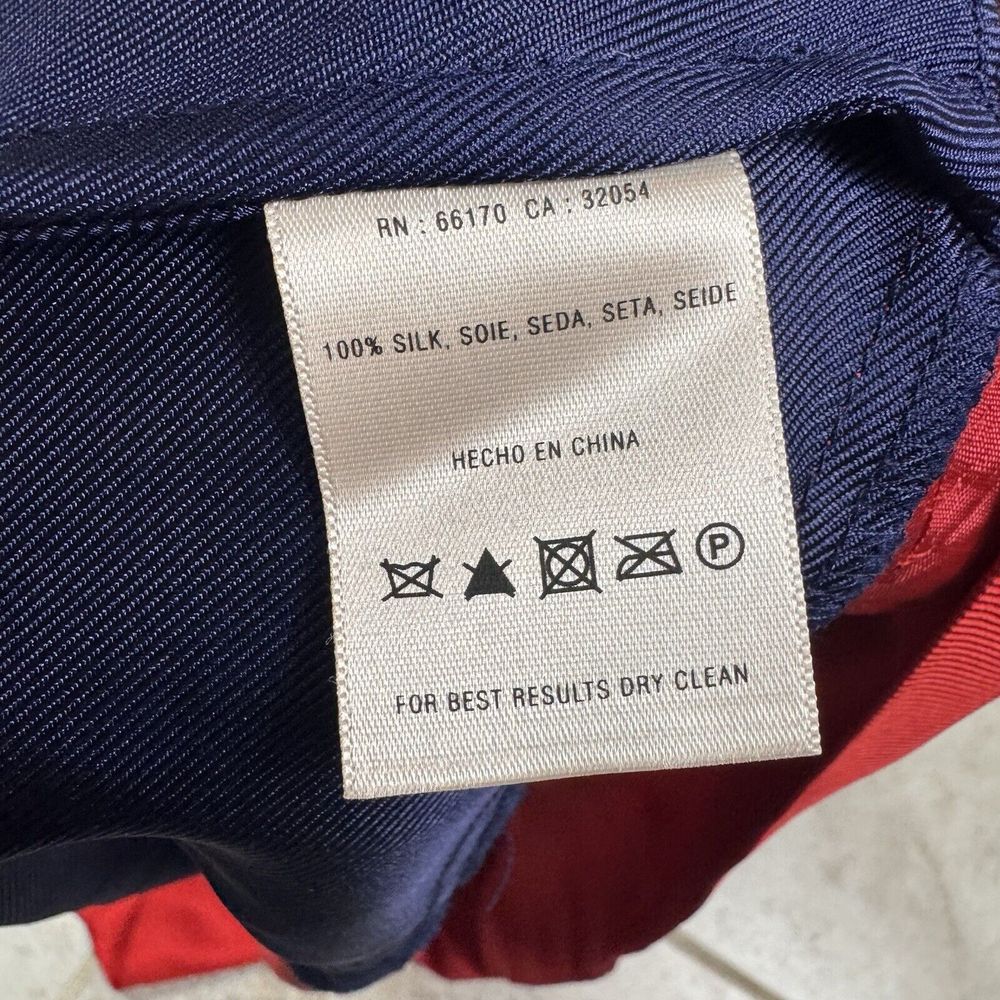 RN : 66170 CA : 32054
100% SILK, SOIE, SEDA, SETA, SEIDE
HECHO EN CHINA
P
FOR BEST RESULTS DRY CLEAN